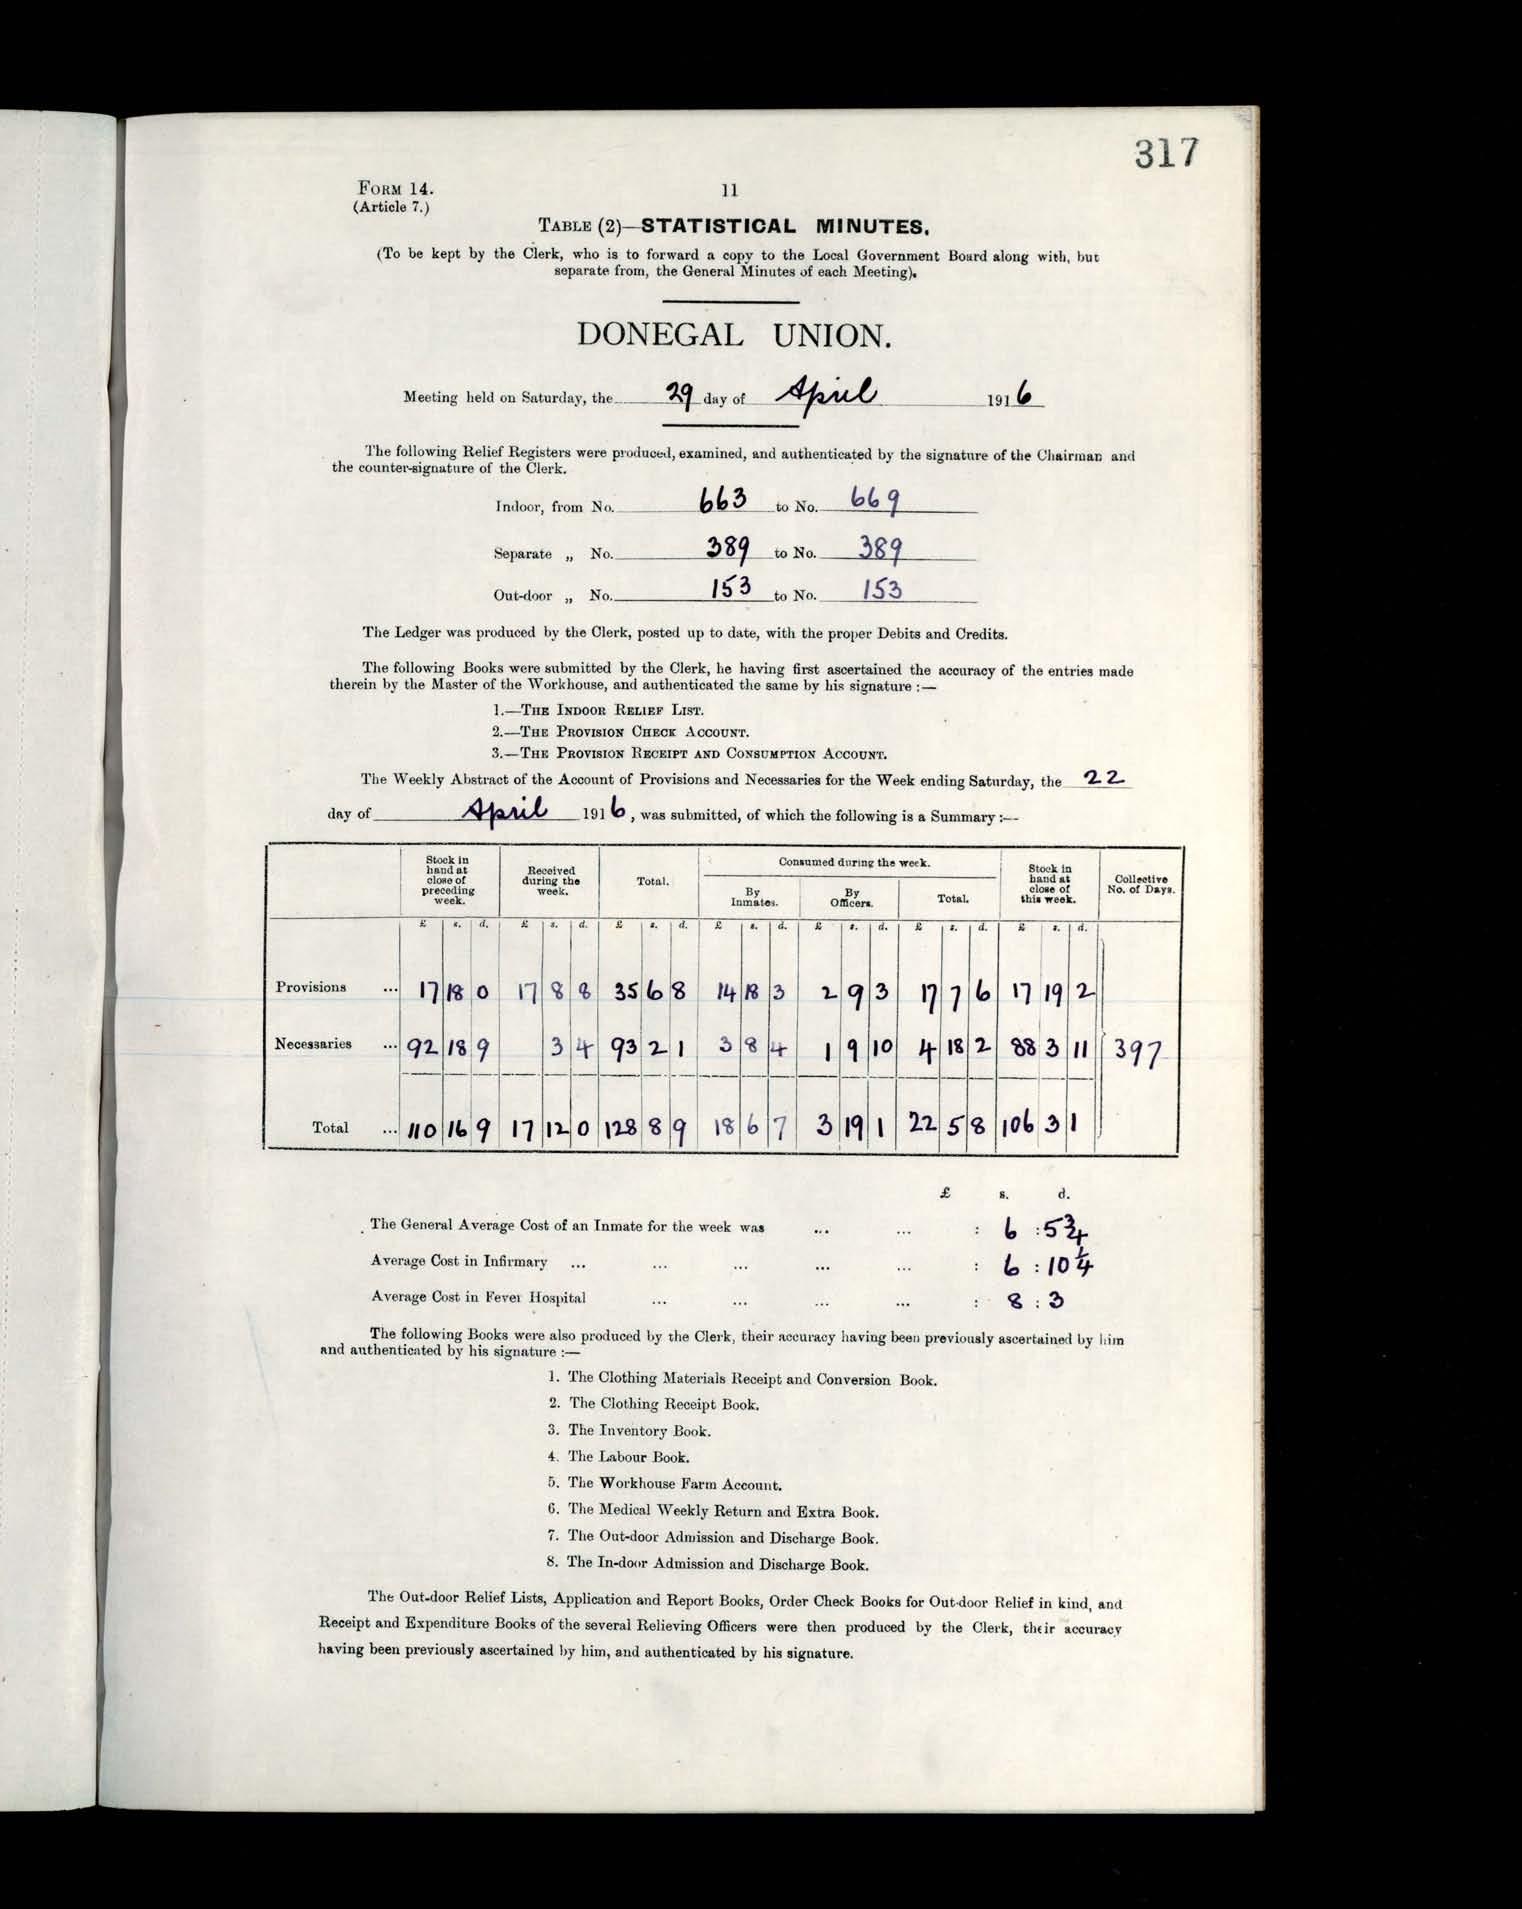 317
FORM 14.
11
(Article 7.)
TABLE (2)—STATISTICAL MINUTES.
(To be kept by the Clerk, who is to forward a copy to the Local Government Board along with, but
separate from, the General Minutes of each Meeting).
DONEGAL UNION.
Meeting held on Saturday, the 29 day of April 1916
The following Relief Registers were produced, examined, and authenticated by the signature of the Chairman and
the counter-signature of the Clerk.
Indoor, from No. 663 to No. 669
Separate „ No. 389 to No. 389
Out-door „ No. 153 to No. 153
The Ledger was produced by the Clerk, posted up to date, with the proper Debits and Credits.
The following Books were submitted by the Clerk, he having first ascertained the accuracy of the entries made
therein by the Master of the Workhouse, and authenticated the same by his signature :—
1.—THE INDOOR RELIEF LIST.
2.—THE PROVISION CHECK ACCOUNT.
3.—THE PROVISION RECEIPT AND CONSUMPTION ACCOUNT.
The Weekly Abstract of the Account of Provisions and Necessaries for the Week ending Saturday, the 22
day of April 1916, was submitted, of which the following is a Summary :—
Stock in hand at close of preceding week. Received during the week. Total. Consumed during the week. Stock in hand at close of this week. Collective No. of Days.
By Inmates. By Officers. Total.
£ s. d. £ s. d. £ s. d. £ s. d. £ s. d. £ s. d. £ s. d.
Provisions ... 17 18 0 17 8 8 35 6 8 14 18 3 2 9 3 17 7 6 17 19 2
Necessaries ... 92 18 9 3 4 93 2 1 3 8 4 1 9 10 4 18 2 88 3 11 397
Total ... 110 16 9 17 12 0 128 8 9 18 6 7 3 19 1 22 5 8 106 3 1
£ s. d.
The General Average Cost of an Inmate for the week was ... ... : 6 : 5 3/4
Average Cost in Infirmary ... ... ... ... ... : 6 : 10 1/4
Average Cost in Fever Hospital ... ... ... ... : 8 : 3
The following Books were also produced by the Clerk, their accuracy having been previously ascertained by him
and authenticated by his signature :—
1. The Clothing Materials Receipt and Conversion Book.
2. The Clothing Receipt Book.
3. The Inventory Book.
4. The Labour Book.
5. The Workhouse Farm Account.
6. The Medical Weekly Return and Extra Book.
7. The Out-door Admission and Discharge Book.
8. The In-door Admission and Discharge Book.
The Out-door Relief Lists, Application and Report Books, Order Check Books for Out-door Relief in kind, and
Receipt and Expenditure Books of the several Relieving Officers were then produced by the Clerk, their accuracy
having been previously ascertained by him, and authenticated by his signature.